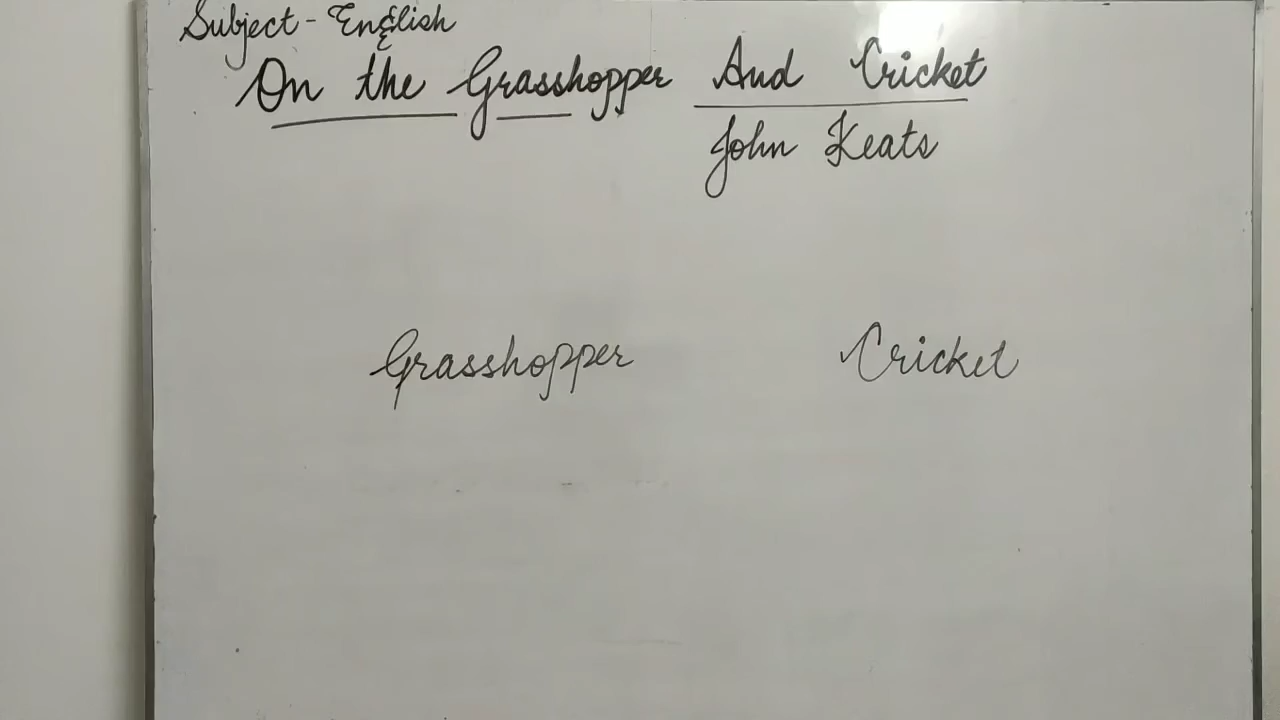 Subject - English
On the Grasshopper And Cricket
John Keats
Grasshopper Cricket